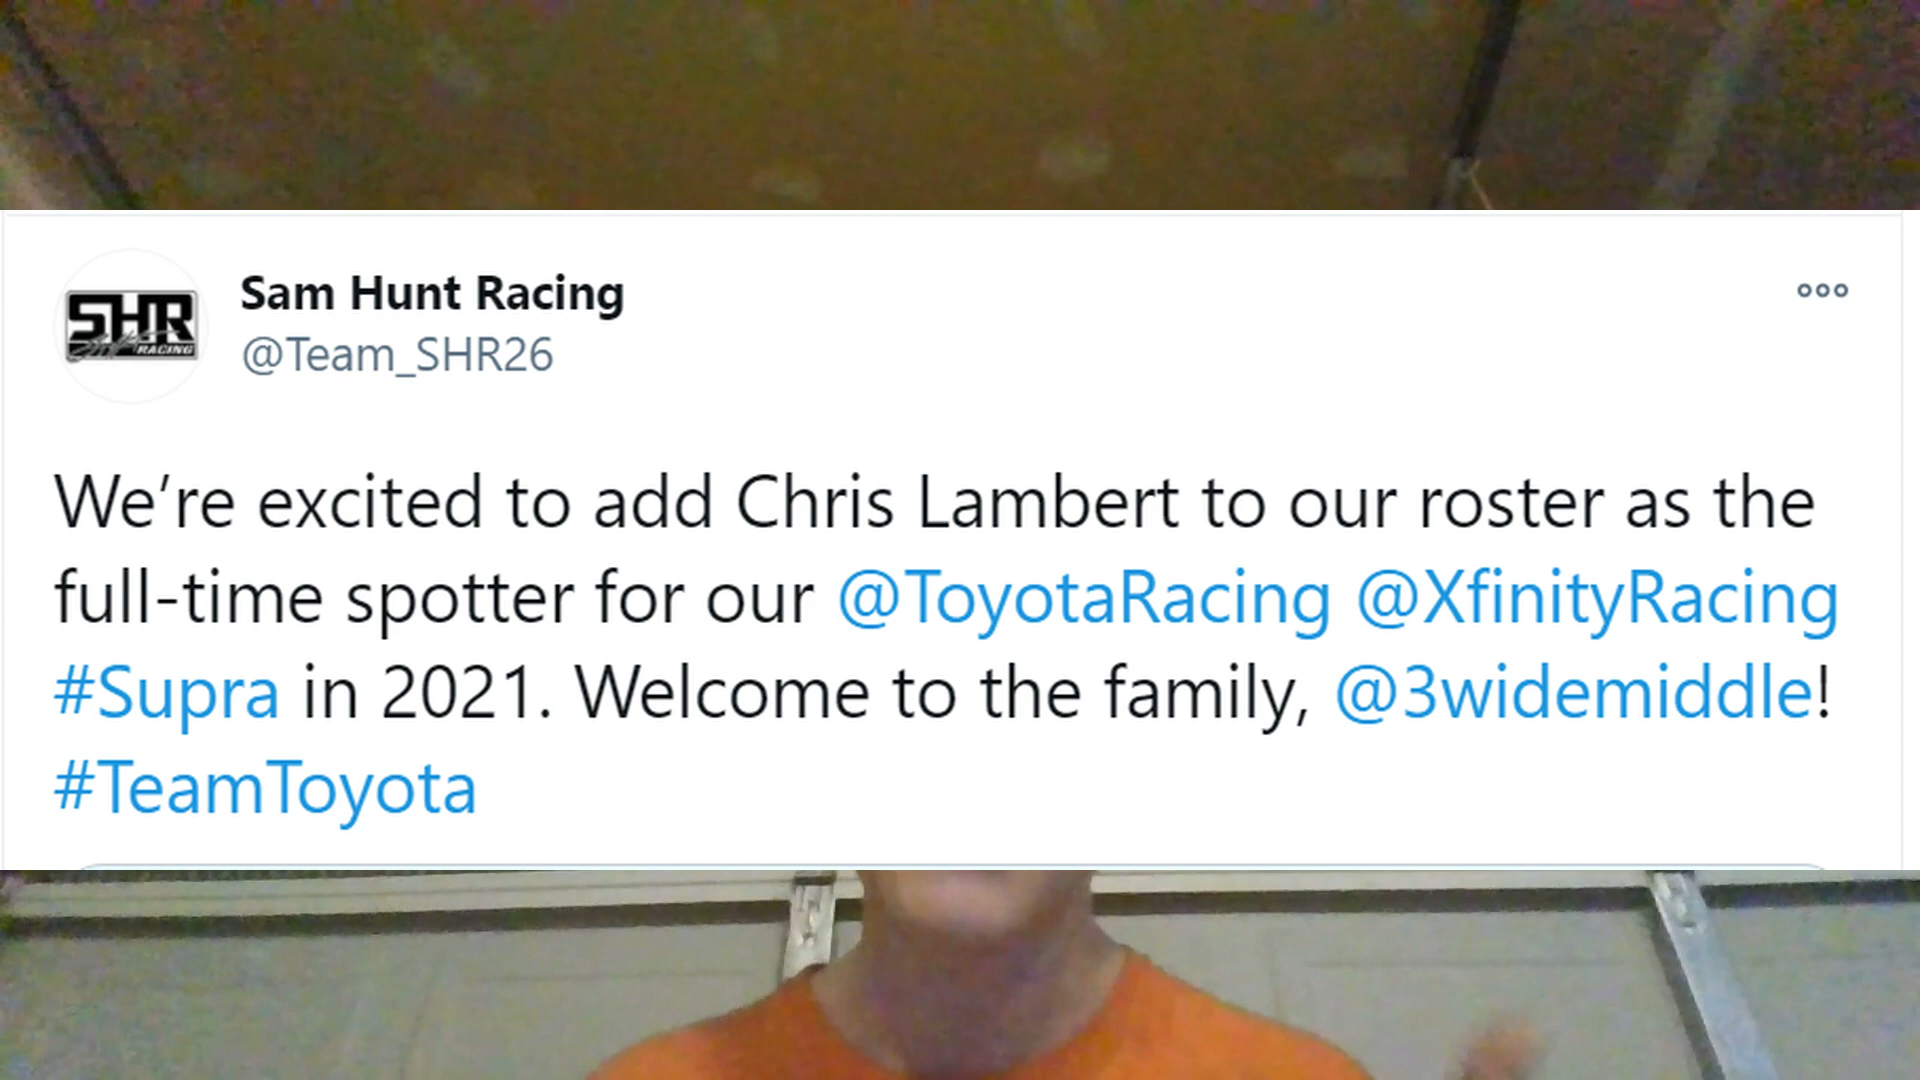 SHR
RACING
Sam Hunt Racing
@Team_SHR26
We’re excited to add Chris Lambert to our roster as the
full-time spotter for our @ToyotaRacing @XfinityRacing
#Supra in 2021. Welcome to the family, @3widemiddle!
#TeamToyota